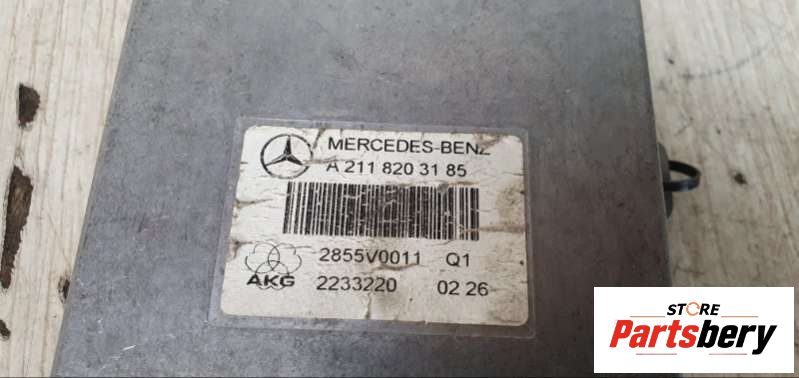 MERCEDES-BENZ
A 211 820 31 85
2855V0011 Q1
AKG 2233220 02 26
STORE
Partsbery